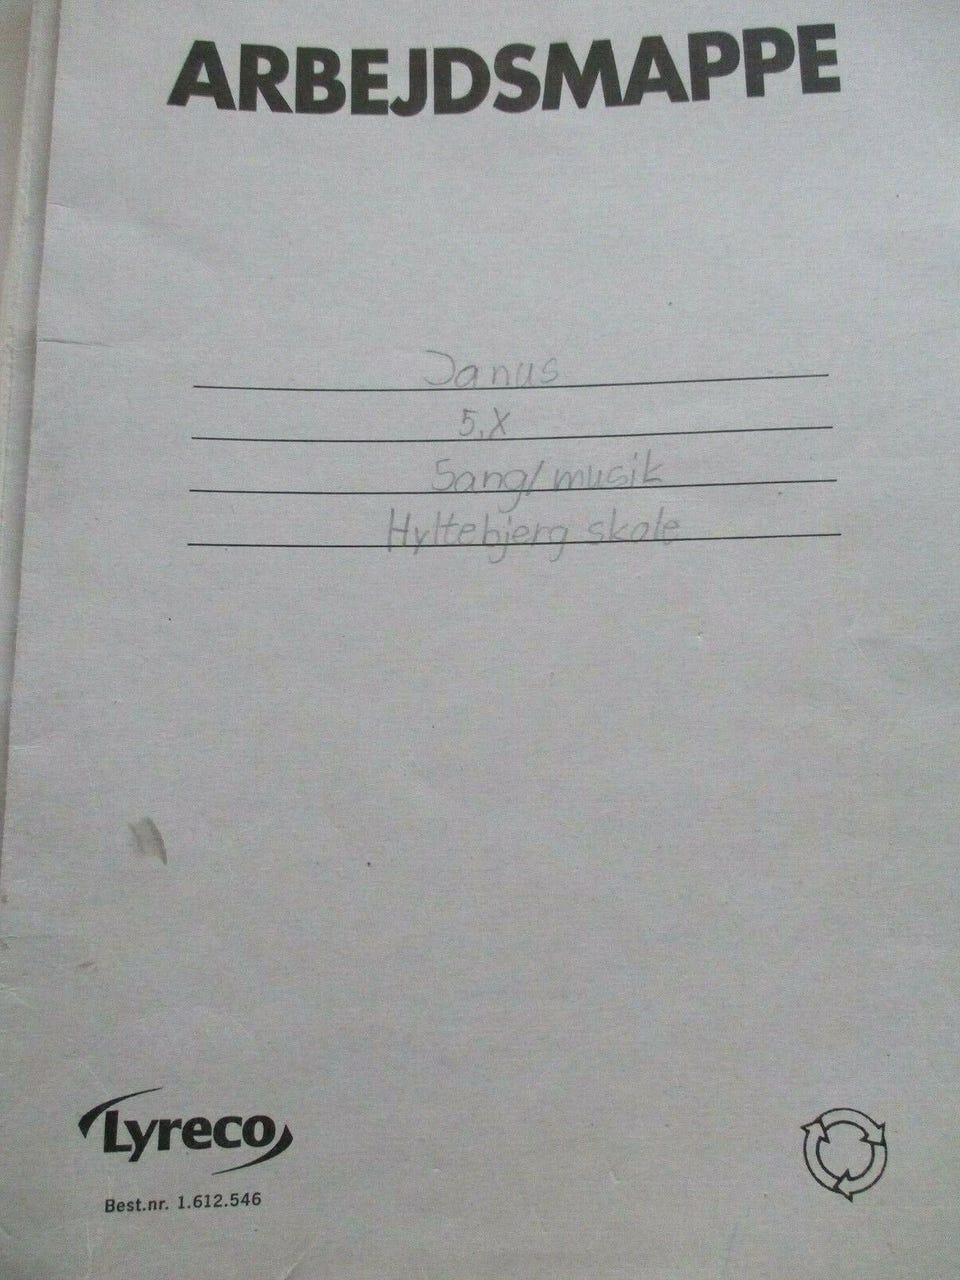 ARBEJDSMAPPE
Janus
5.X
Sang/musik
Hyltebjerg skole
Lyreco
Best.nr. 1.612.546